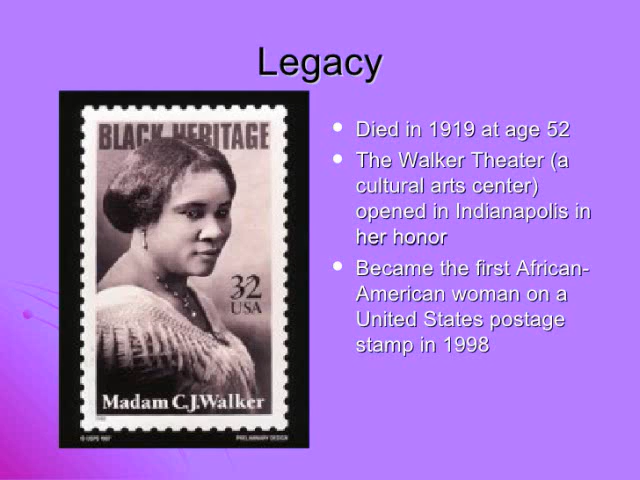 Legacy
BLACK HERITAGE
32
USA
Madam C.J.Walker
© USPS 1997
PRELIMINARY DESIGN
Died in 1919 at age 52
The Walker Theater (a
cultural arts center)
opened in Indianapolis in
her honor
Became the first African-
American woman on a
United States postage
stamp in 1998